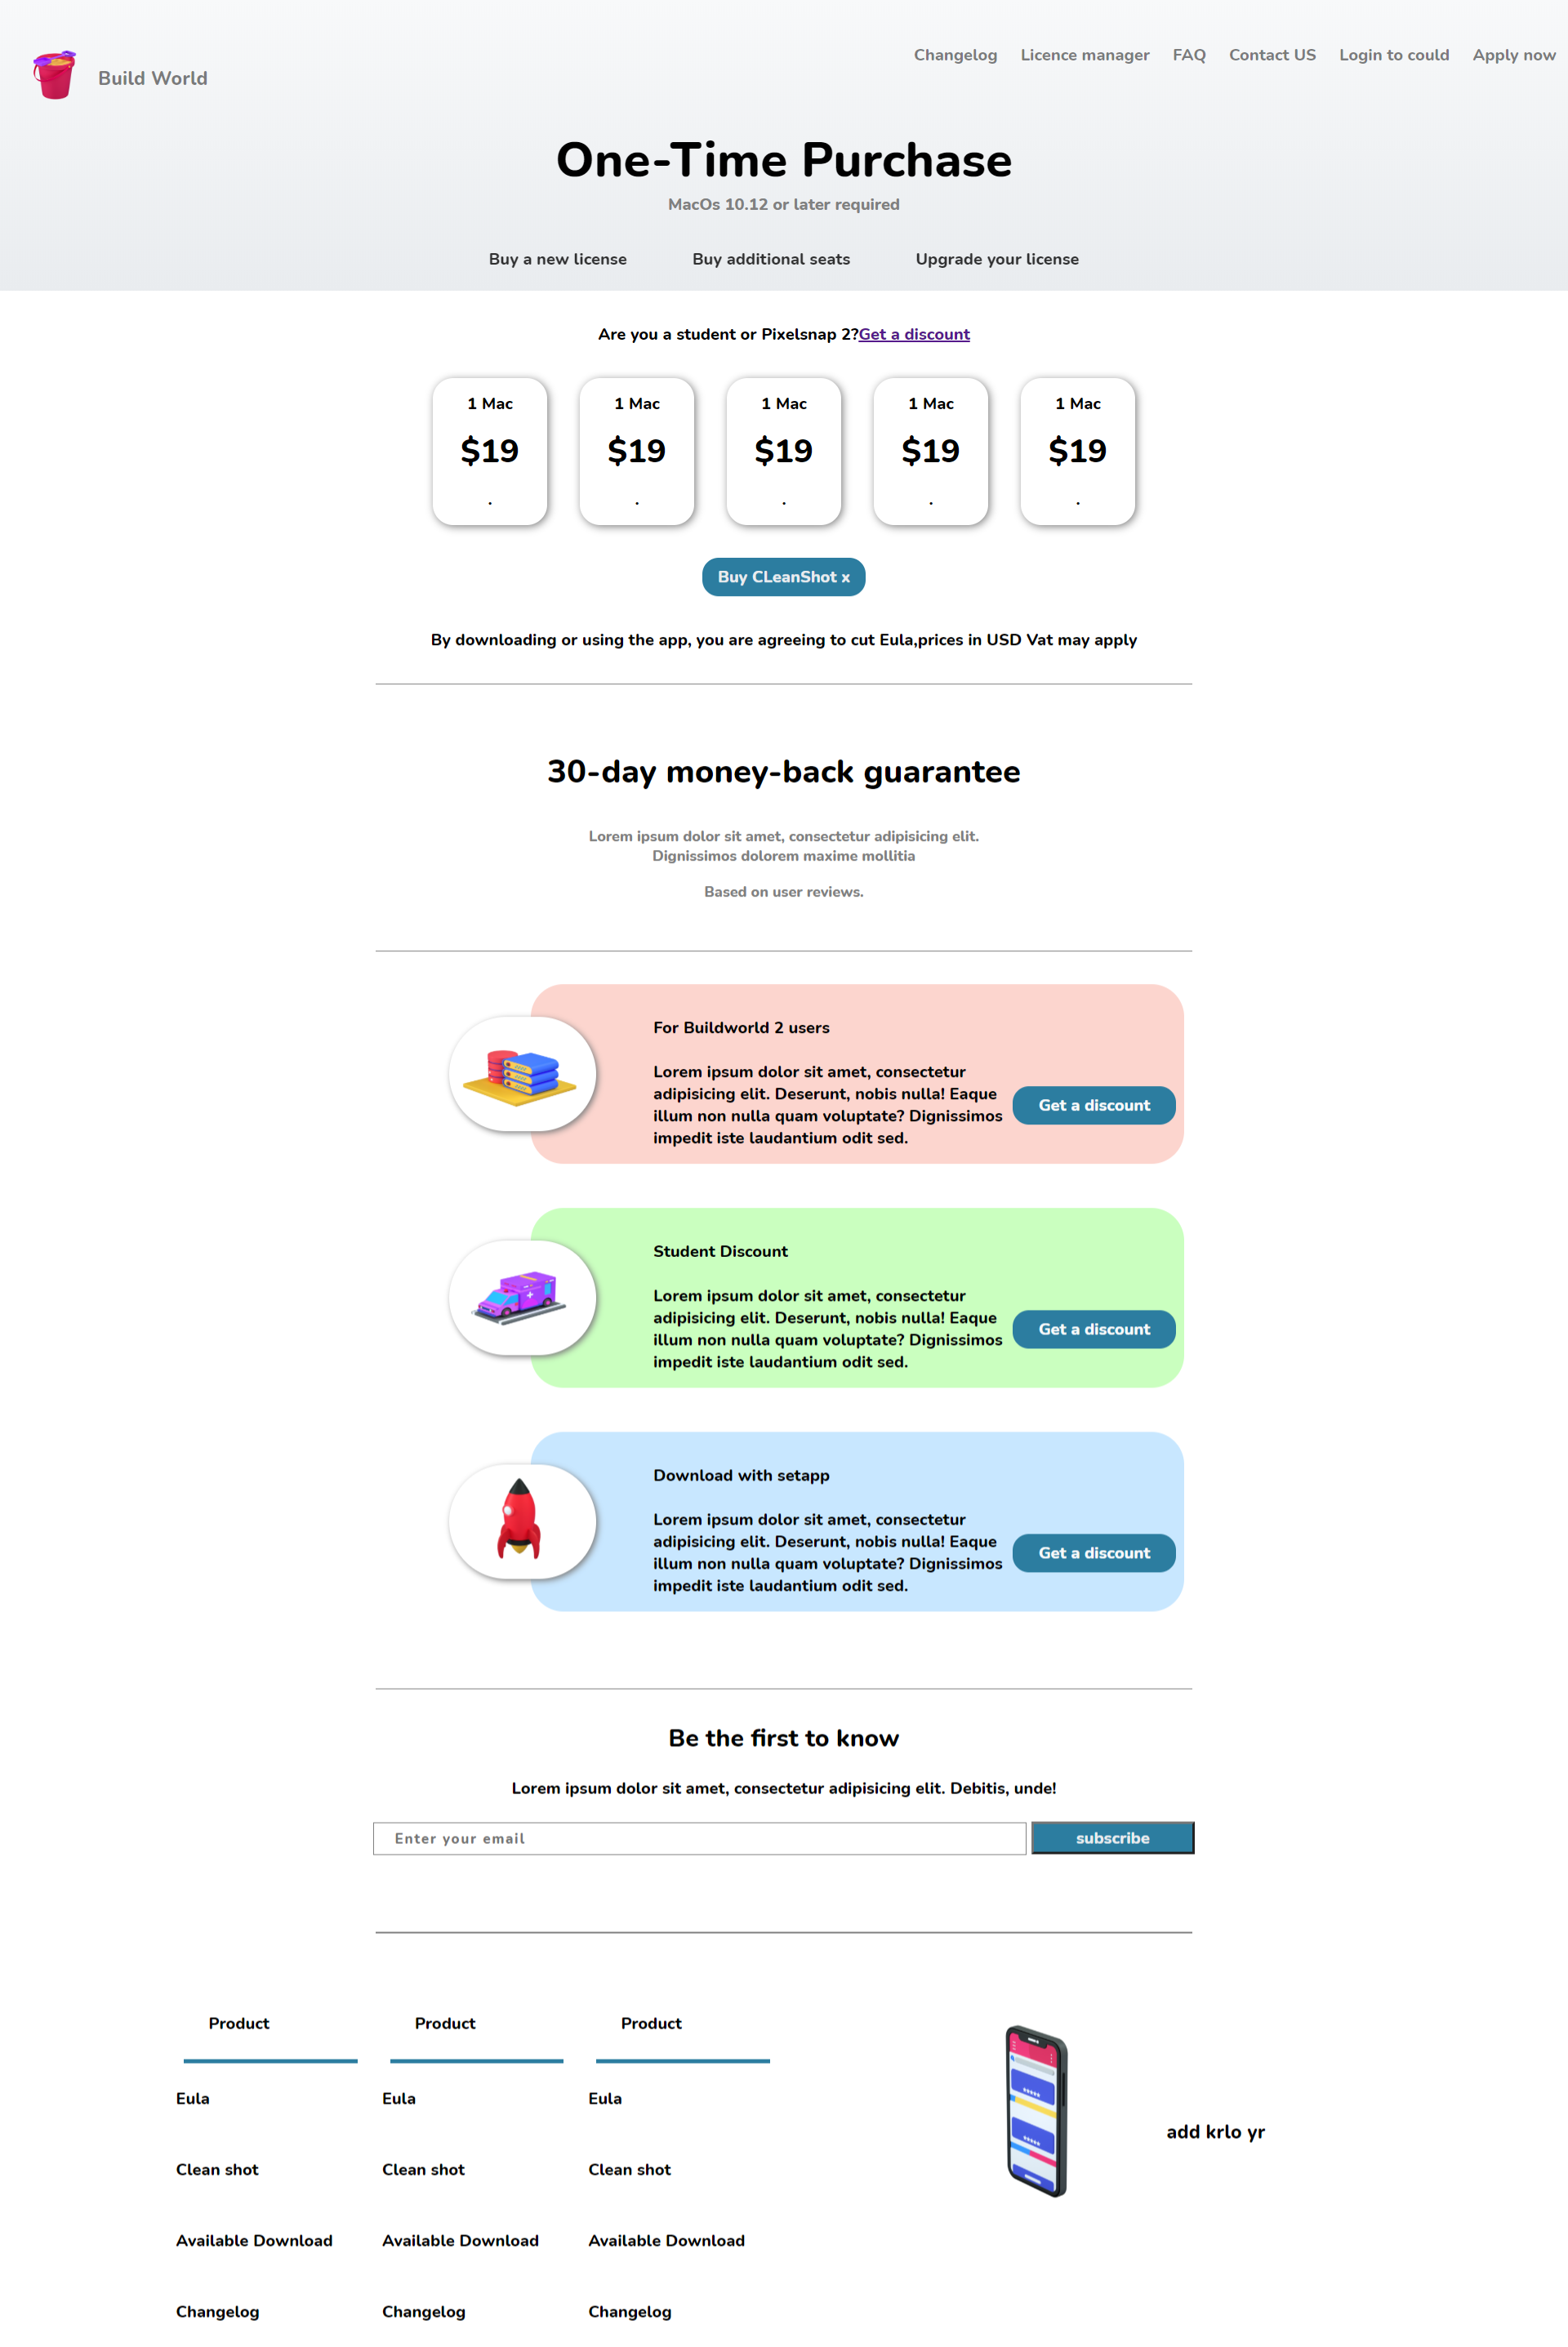 Build World
Changelog Licence manager FAQ Contact US Login to could Apply now
One-Time Purchase
MacOs 10.12 or later required
Buy a new license Buy additional seats Upgrade your license
Are you a student or Pixelsnap 2?Get a discount
1 Mac 1 Mac 1 Mac 1 Mac 1 Mac
$19 $19 $19 $19 $19
. . . . .
Buy CLeanShot x
By downloading or using the app, you are agreeing to cut Eula,prices in USD Vat may apply
30-day money-back guarantee
Lorem ipsum dolor sit amet, consectetur adipisicing elit.
Dignissimos dolorem maxime mollitia
Based on user reviews.
For Buildworld 2 users
Lorem ipsum dolor sit amet, consectetur
adipisicing elit. Deserunt, nobis nulla! Eaque
illum non nulla quam voluptate? Dignissimos
impedit iste laudantium odit sed.
Get a discount
Student Discount
Lorem ipsum dolor sit amet, consectetur
adipisicing elit. Deserunt, nobis nulla! Eaque
illum non nulla quam voluptate? Dignissimos
impedit iste laudantium odit sed.
Get a discount
Download with setapp
Lorem ipsum dolor sit amet, consectetur
adipisicing elit. Deserunt, nobis nulla! Eaque
illum non nulla quam voluptate? Dignissimos
impedit iste laudantium odit sed.
Get a discount
Be the first to know
Lorem ipsum dolor sit amet, consectetur adipisicing elit. Debitis, unde!
Enter your email
subscribe
Product Product Product
Eula Eula Eula
Clean shot Clean shot Clean shot
Available Download Available Download Available Download
Changelog Changelog Changelog
add krlo yr